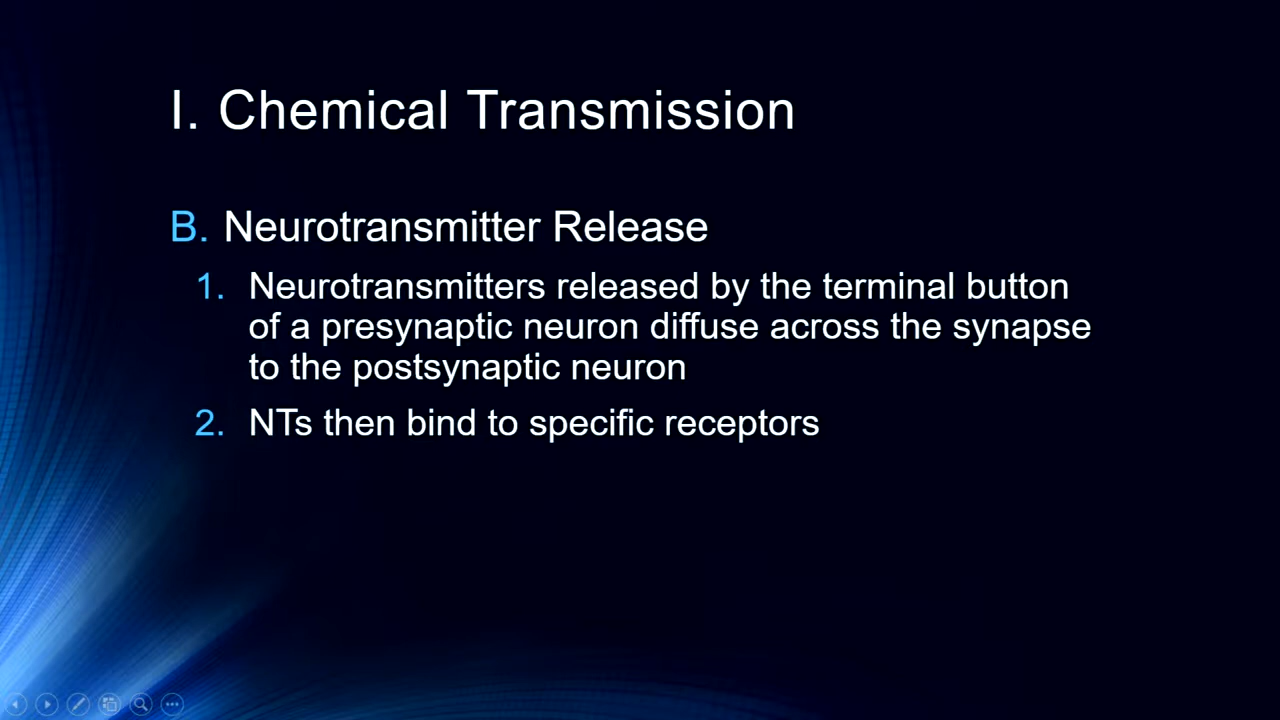 I. Chemical Transmission
B. Neurotransmitter Release
1. Neurotransmitters released by the terminal button
of a presynaptic neuron diffuse across the synapse
to the postsynaptic neuron
2. NTs then bind to specific receptors